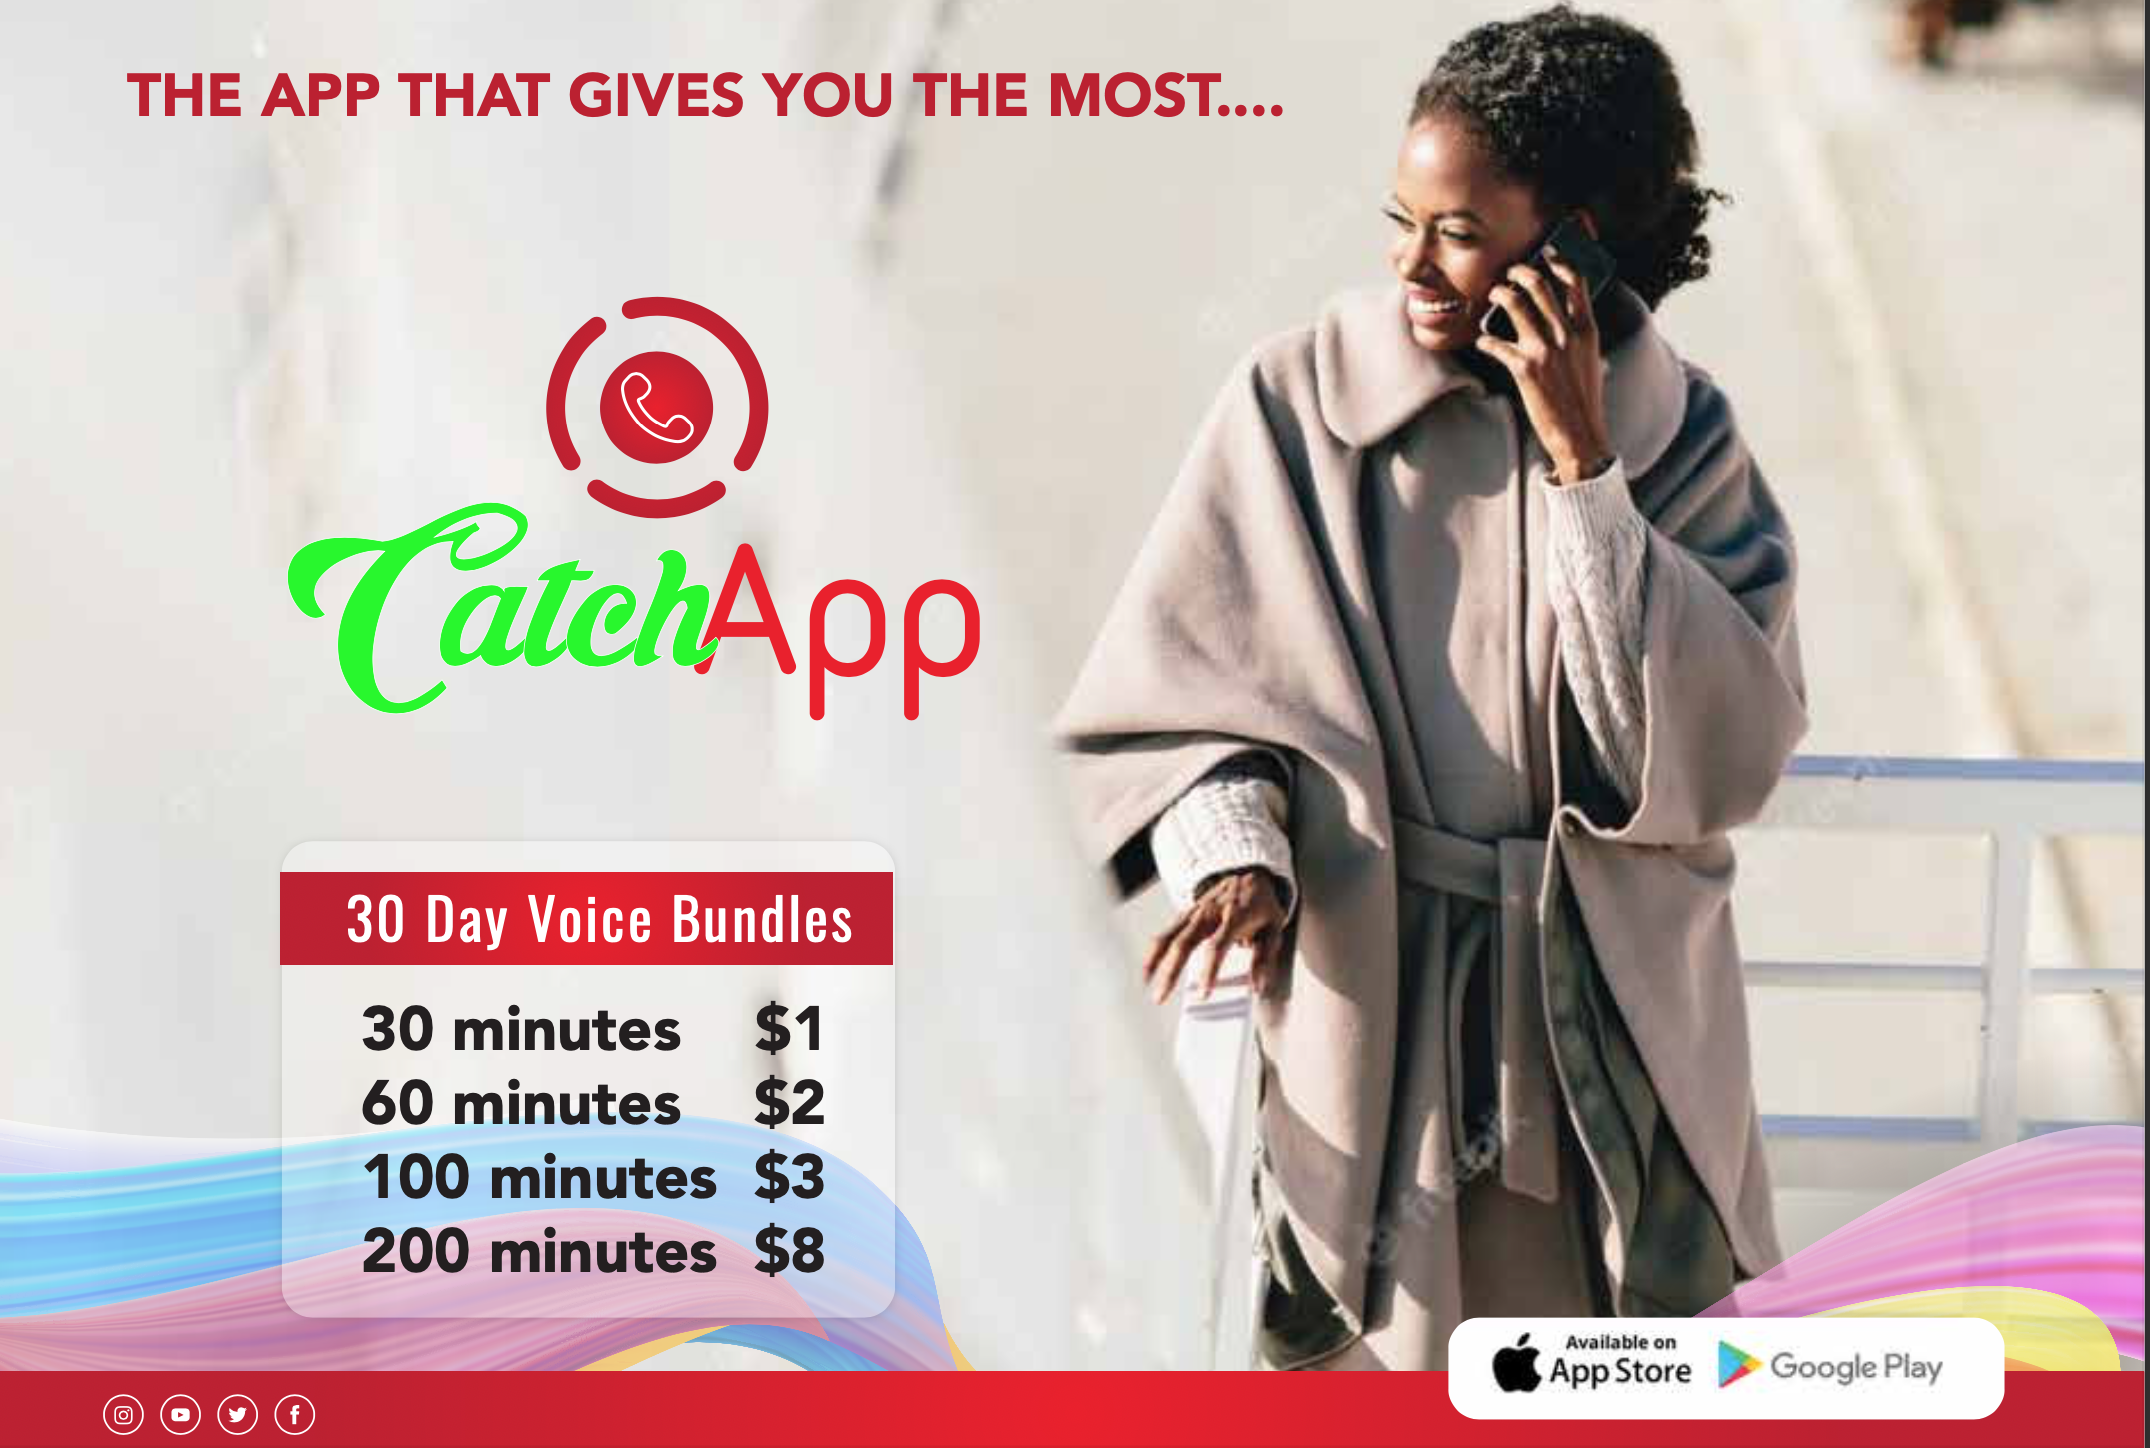 THE APP THAT GIVES YOU THE MOST....
CatchApp
30 Day Voice Bundles
30 minutes $1
60 minutes $2
100 minutes $3
200 minutes $8
Available on
App Store
Google Play